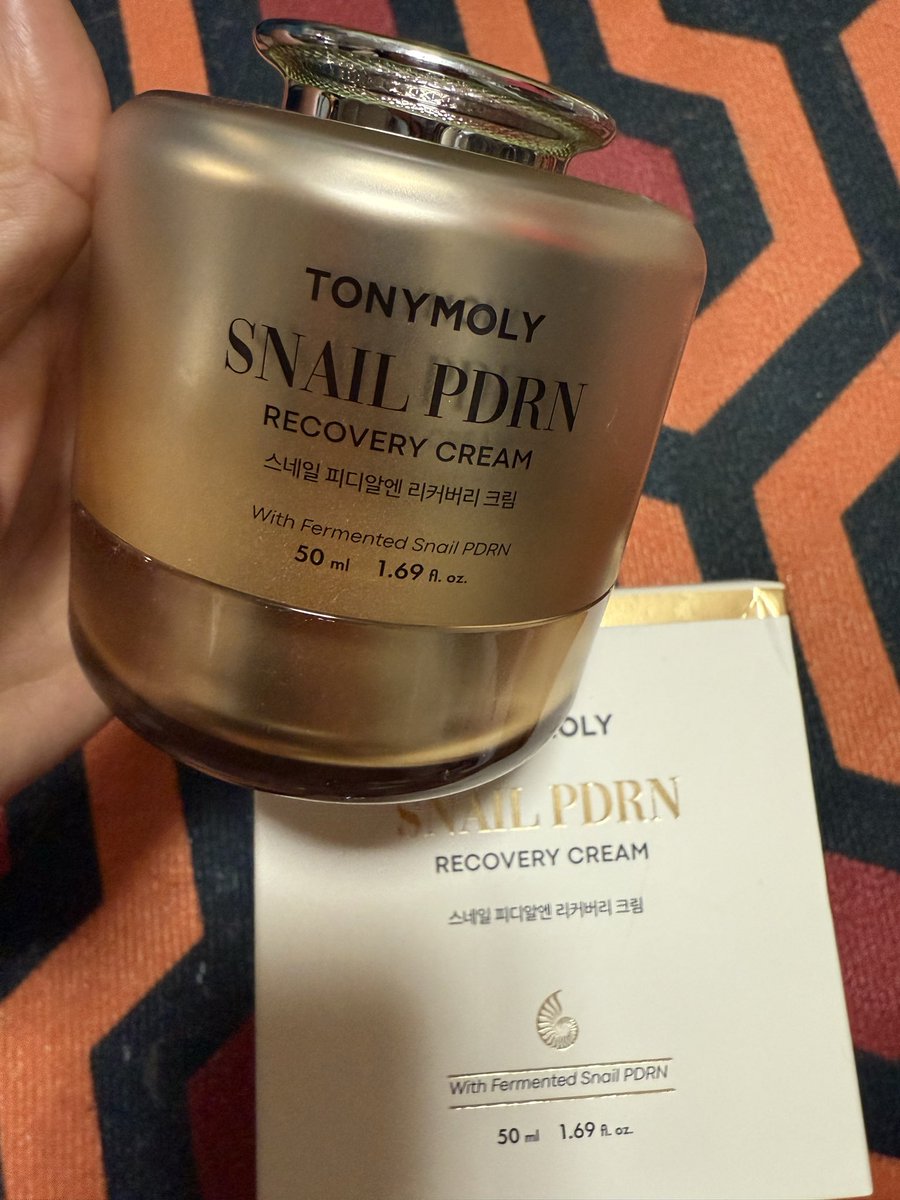 TONYMOLY
SNAIL PDRN
RECOVERY CREAM
스네일 피디알엔 리커버리 크림
With Fermented Snail PDRN
50 ml 1.69 fl. oz.
OLY
SNAIL PDRN
RECOVERY CREAM
스네일 피디알엔 리커버리 크림
With Fermented Snail PDRN
50 ml 1.69 fl. oz.